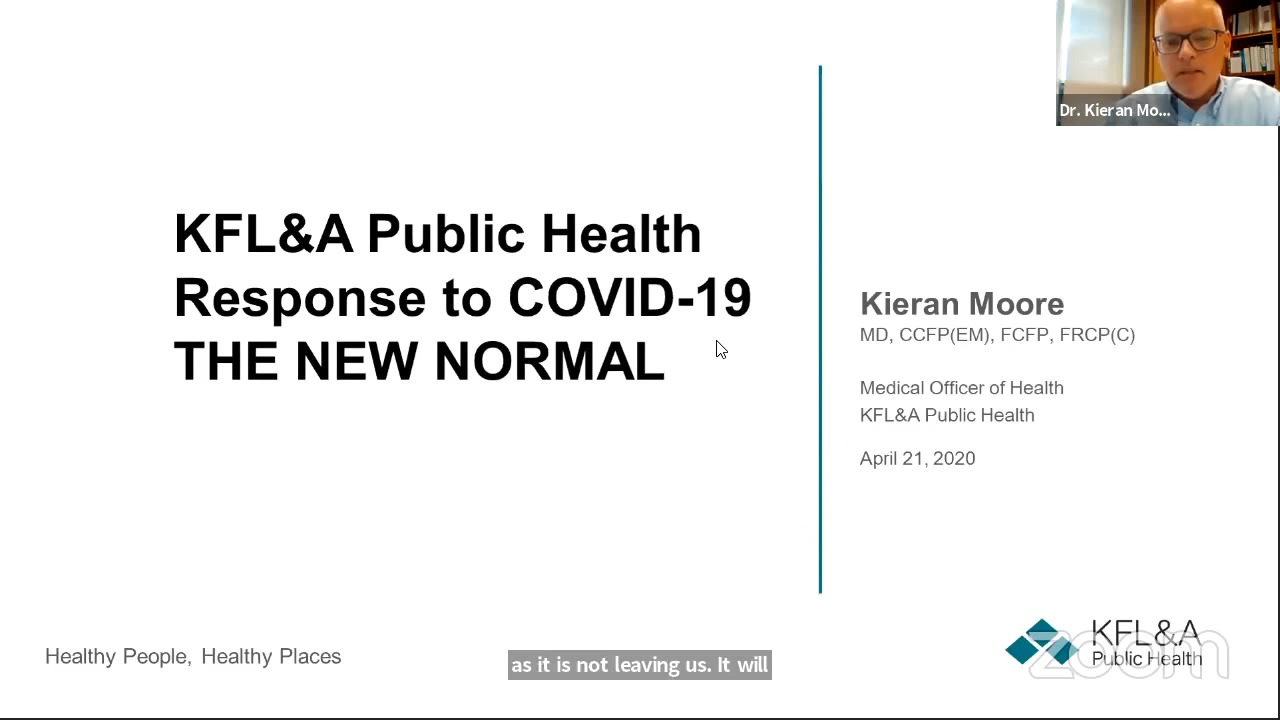 Dr. Kieran Mo...
KFL&A Public Health
Response to COVID-19
THE NEW NORMAL
Kieran Moore
MD, CCFP(EM), FCFP, FRCP(C)
Medical Officer of Health
KFL&A Public Health
April 21, 2020
Healthy People, Healthy Places
as it is not leaving us. It will
KFL&A
Public Health
zoom